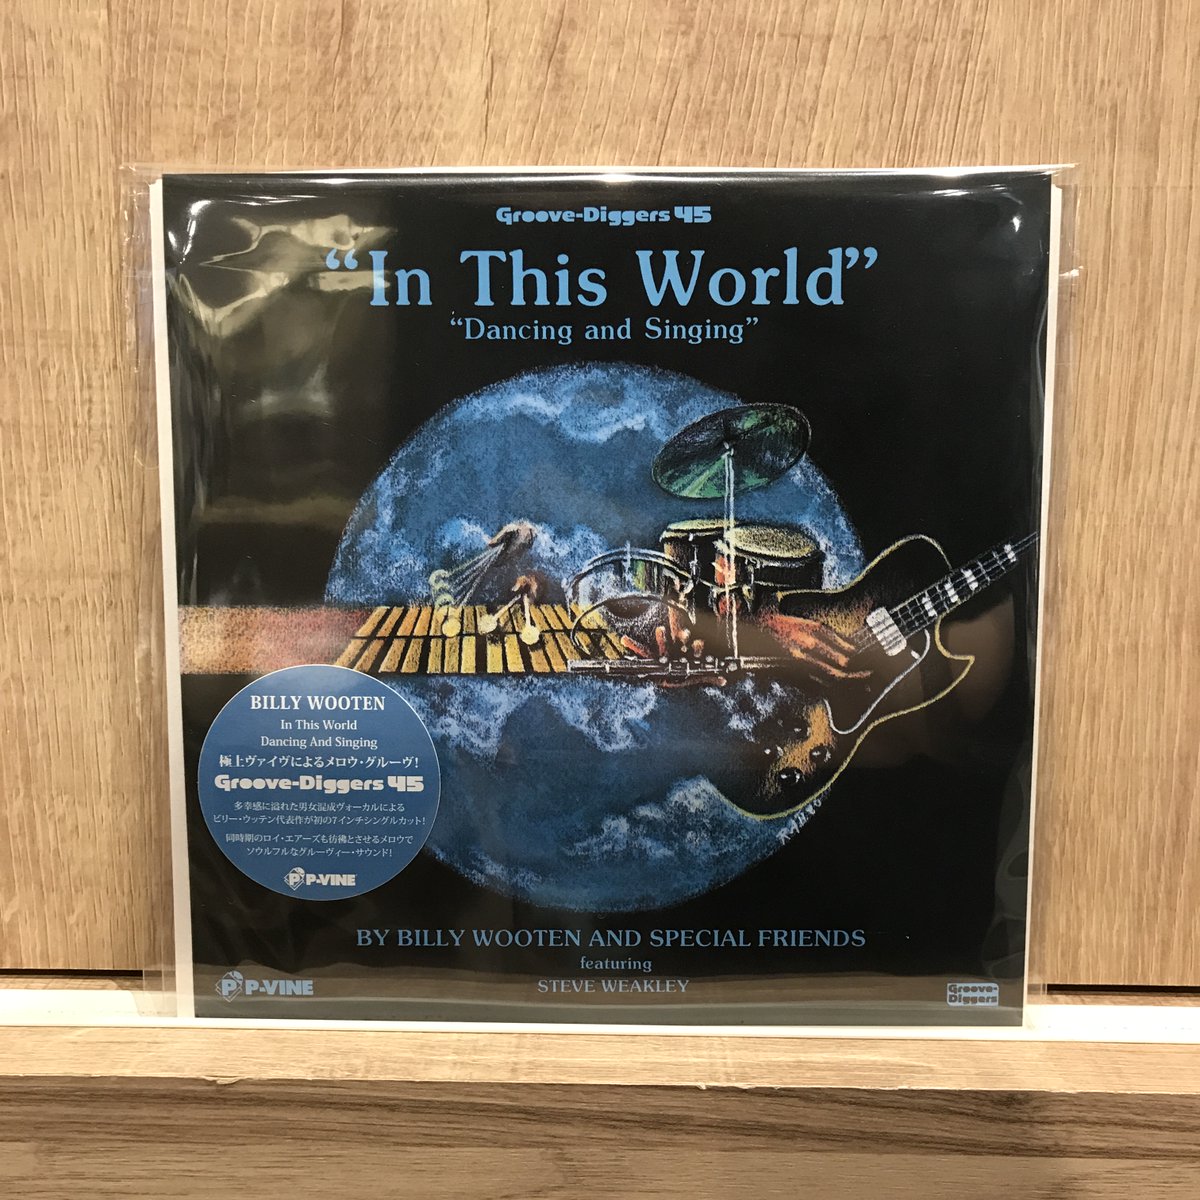 Groove-Diggers 45
“In This World”
“Dancing and Singing”
BILLY WOOTEN
In This World
Dancing And Singing
極上ヴァイヴによるメロウ・グルーヴ!
Groove-Diggers 45
多幸感に溢れた男女混成ヴォーカルによる
ビリー・ウッテン代表作が初の7インチシングルカット!
同時期のロイ・エアーズも彷彿とさせるメロウで
ソウルフルなグルーヴィー・サウンド!
P P-VINE
BY BILLY WOOTEN AND SPECIAL FRIENDS
featuring
STEVE WEAKLEY
P P-VINE
Groove-
Diggers